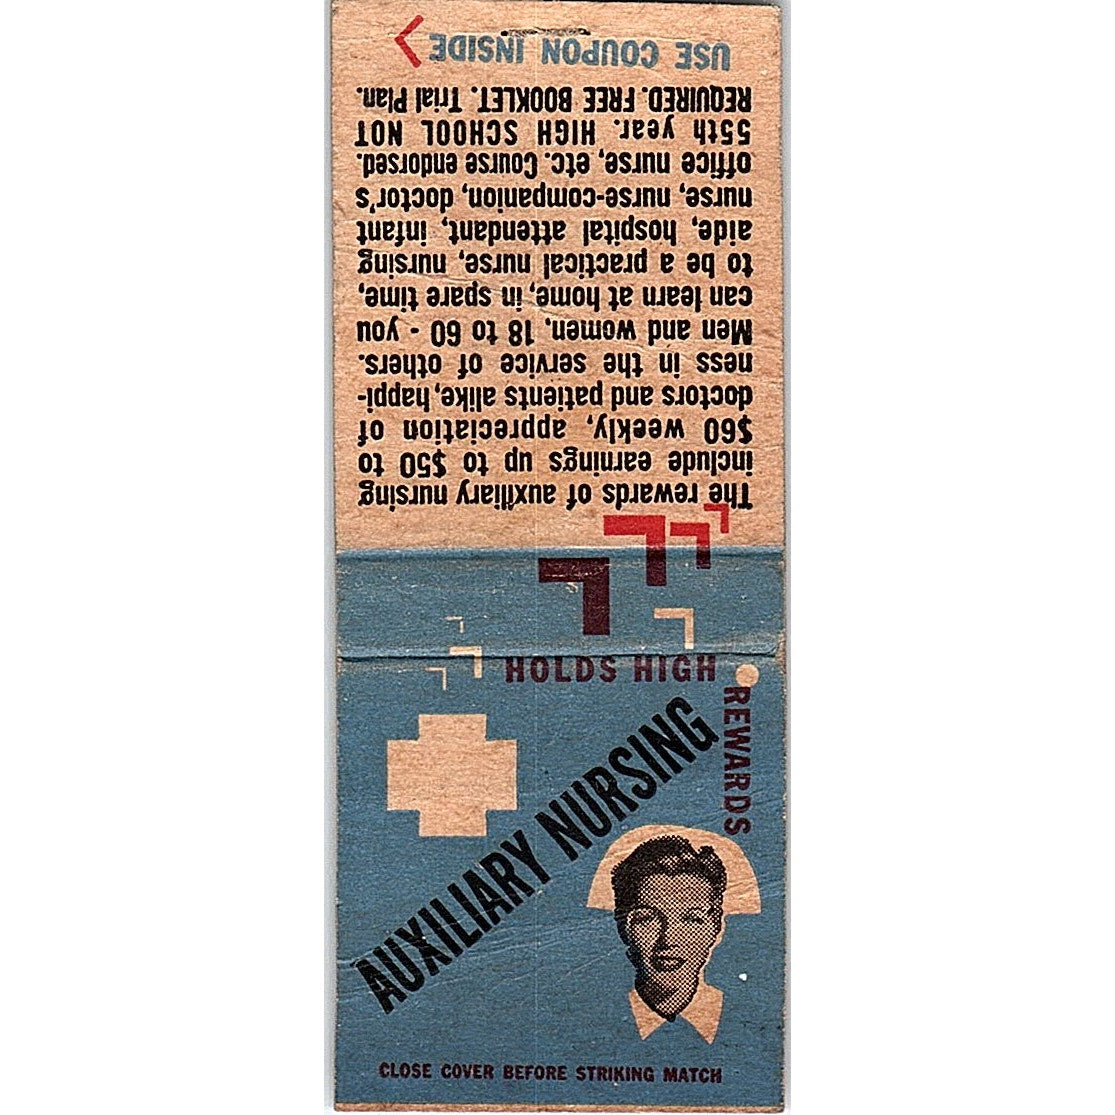 The rewards of auxiliary nursing
include earnings up to $50 to
$60 weekly, appreciation of
doctors and patients alike, happi-
ness in the service of others.
Men and women, 18 to 60 - you
can learn at home, in spare time,
to be a practical nurse, nursing
aide, hospital attendant, infant
nurse, nurse-companion, doctor's
office nurse, etc. Course endorsed.
55th year. HIGH SCHOOL NOT
REQUIRED. FREE BOOKLET. Trial Plan.
USE COUPON INSIDE
AUXILIARY NURSING
HOLDS HIGH
REWARDS
CLOSE COVER BEFORE STRIKING MATCH